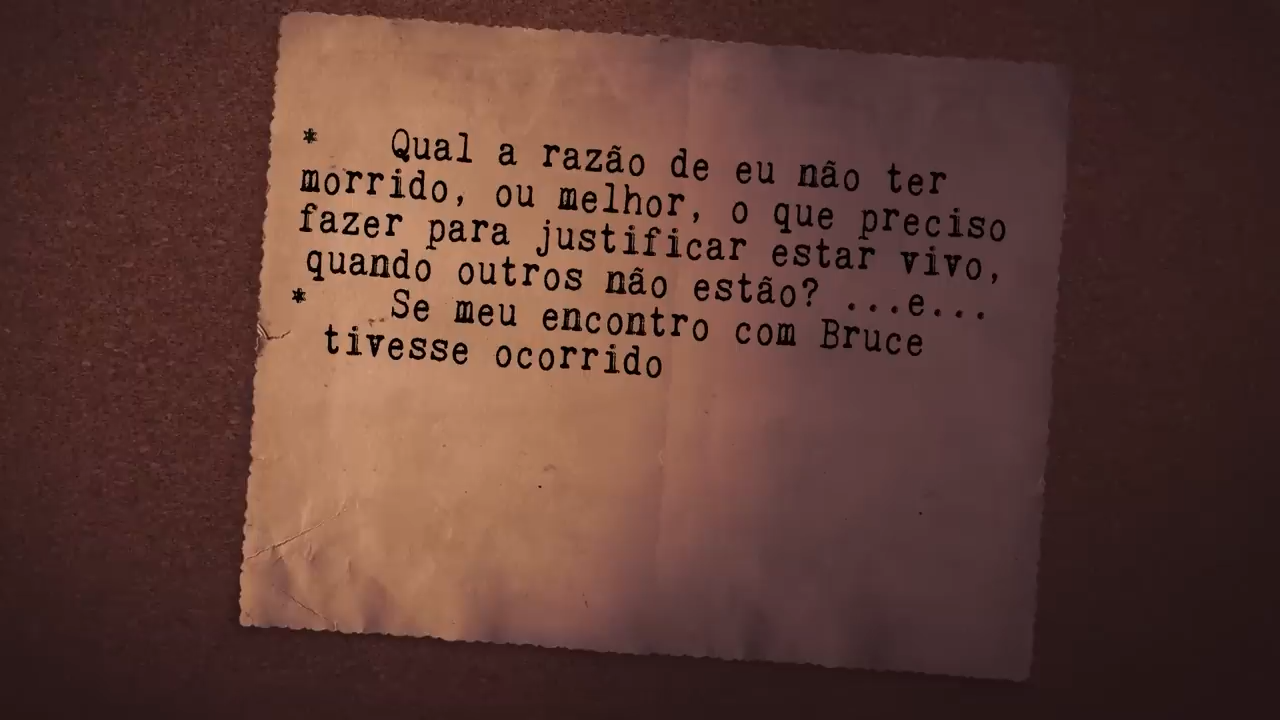 * Qual a razão de eu não ter
morrido, ou melhor, o que preciso
fazer para justificar estar vivo,
quando outros não estão? ...e...
* Se meu encontro com Bruce
tivesse ocorrido